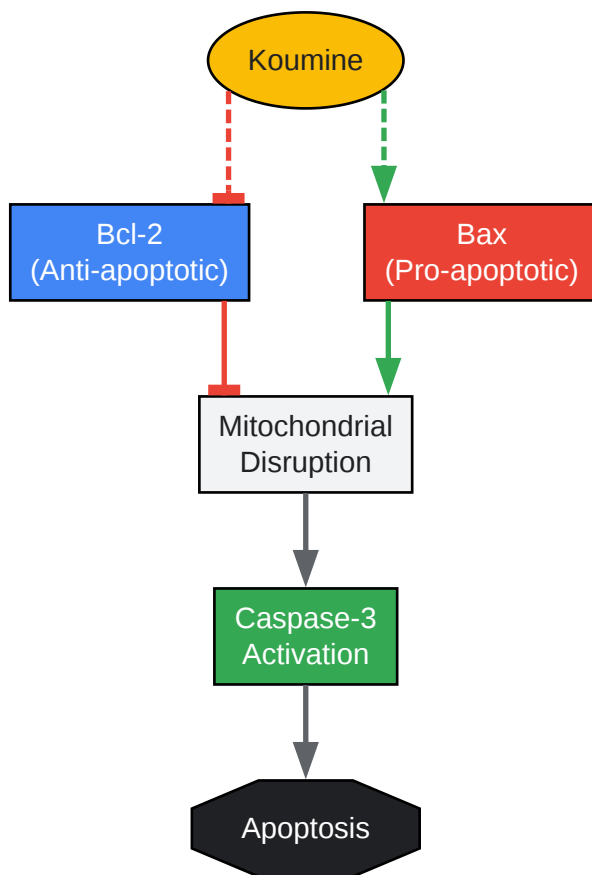 Koumine
Bcl-2
(Anti-apoptotic)
Bax
(Pro-apoptotic)
Mitochondrial
Disruption
Caspase-3
Activation
Apoptosis